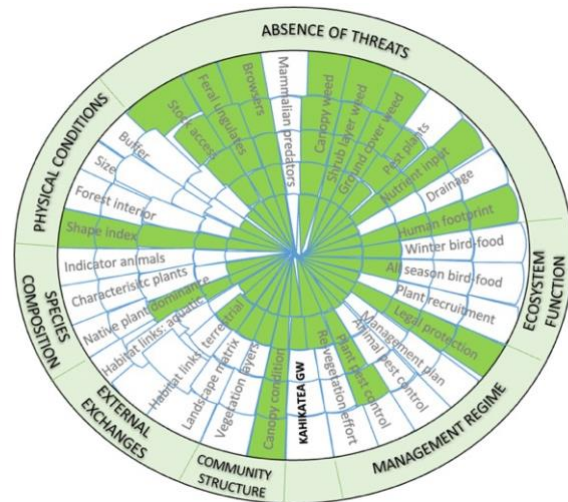 ABSENCE OF THREATS
PHYSICAL CONDITIONS
SPECIES COMPOSITION
EXTERNAL EXCHANGES
COMMUNITY STRUCTURE
MANAGEMENT REGIME
ECOSYSTEM FUNCTION
Mammalian predators
Canopy weed
Shrub layer weed
Ground cover weed
Pest plants
Nutrient input
Drainage
Human footprint
Winter bird-food
All season bird-food
Plant recruitment
Legal protection
Management plan
Animal pest control
Plant pest control
Revegetation effort
KAHIKATEA GW
Canopy condition
Vegetation layers
Landscape matrix
Habitat links: terrestrial
Habitat links: aquatic
Native plant dominance
Characterisitc plants
Indicator animals
Shape index
Forest interior
Size
Buffer
Stock access
Feral ungulates
Browsers